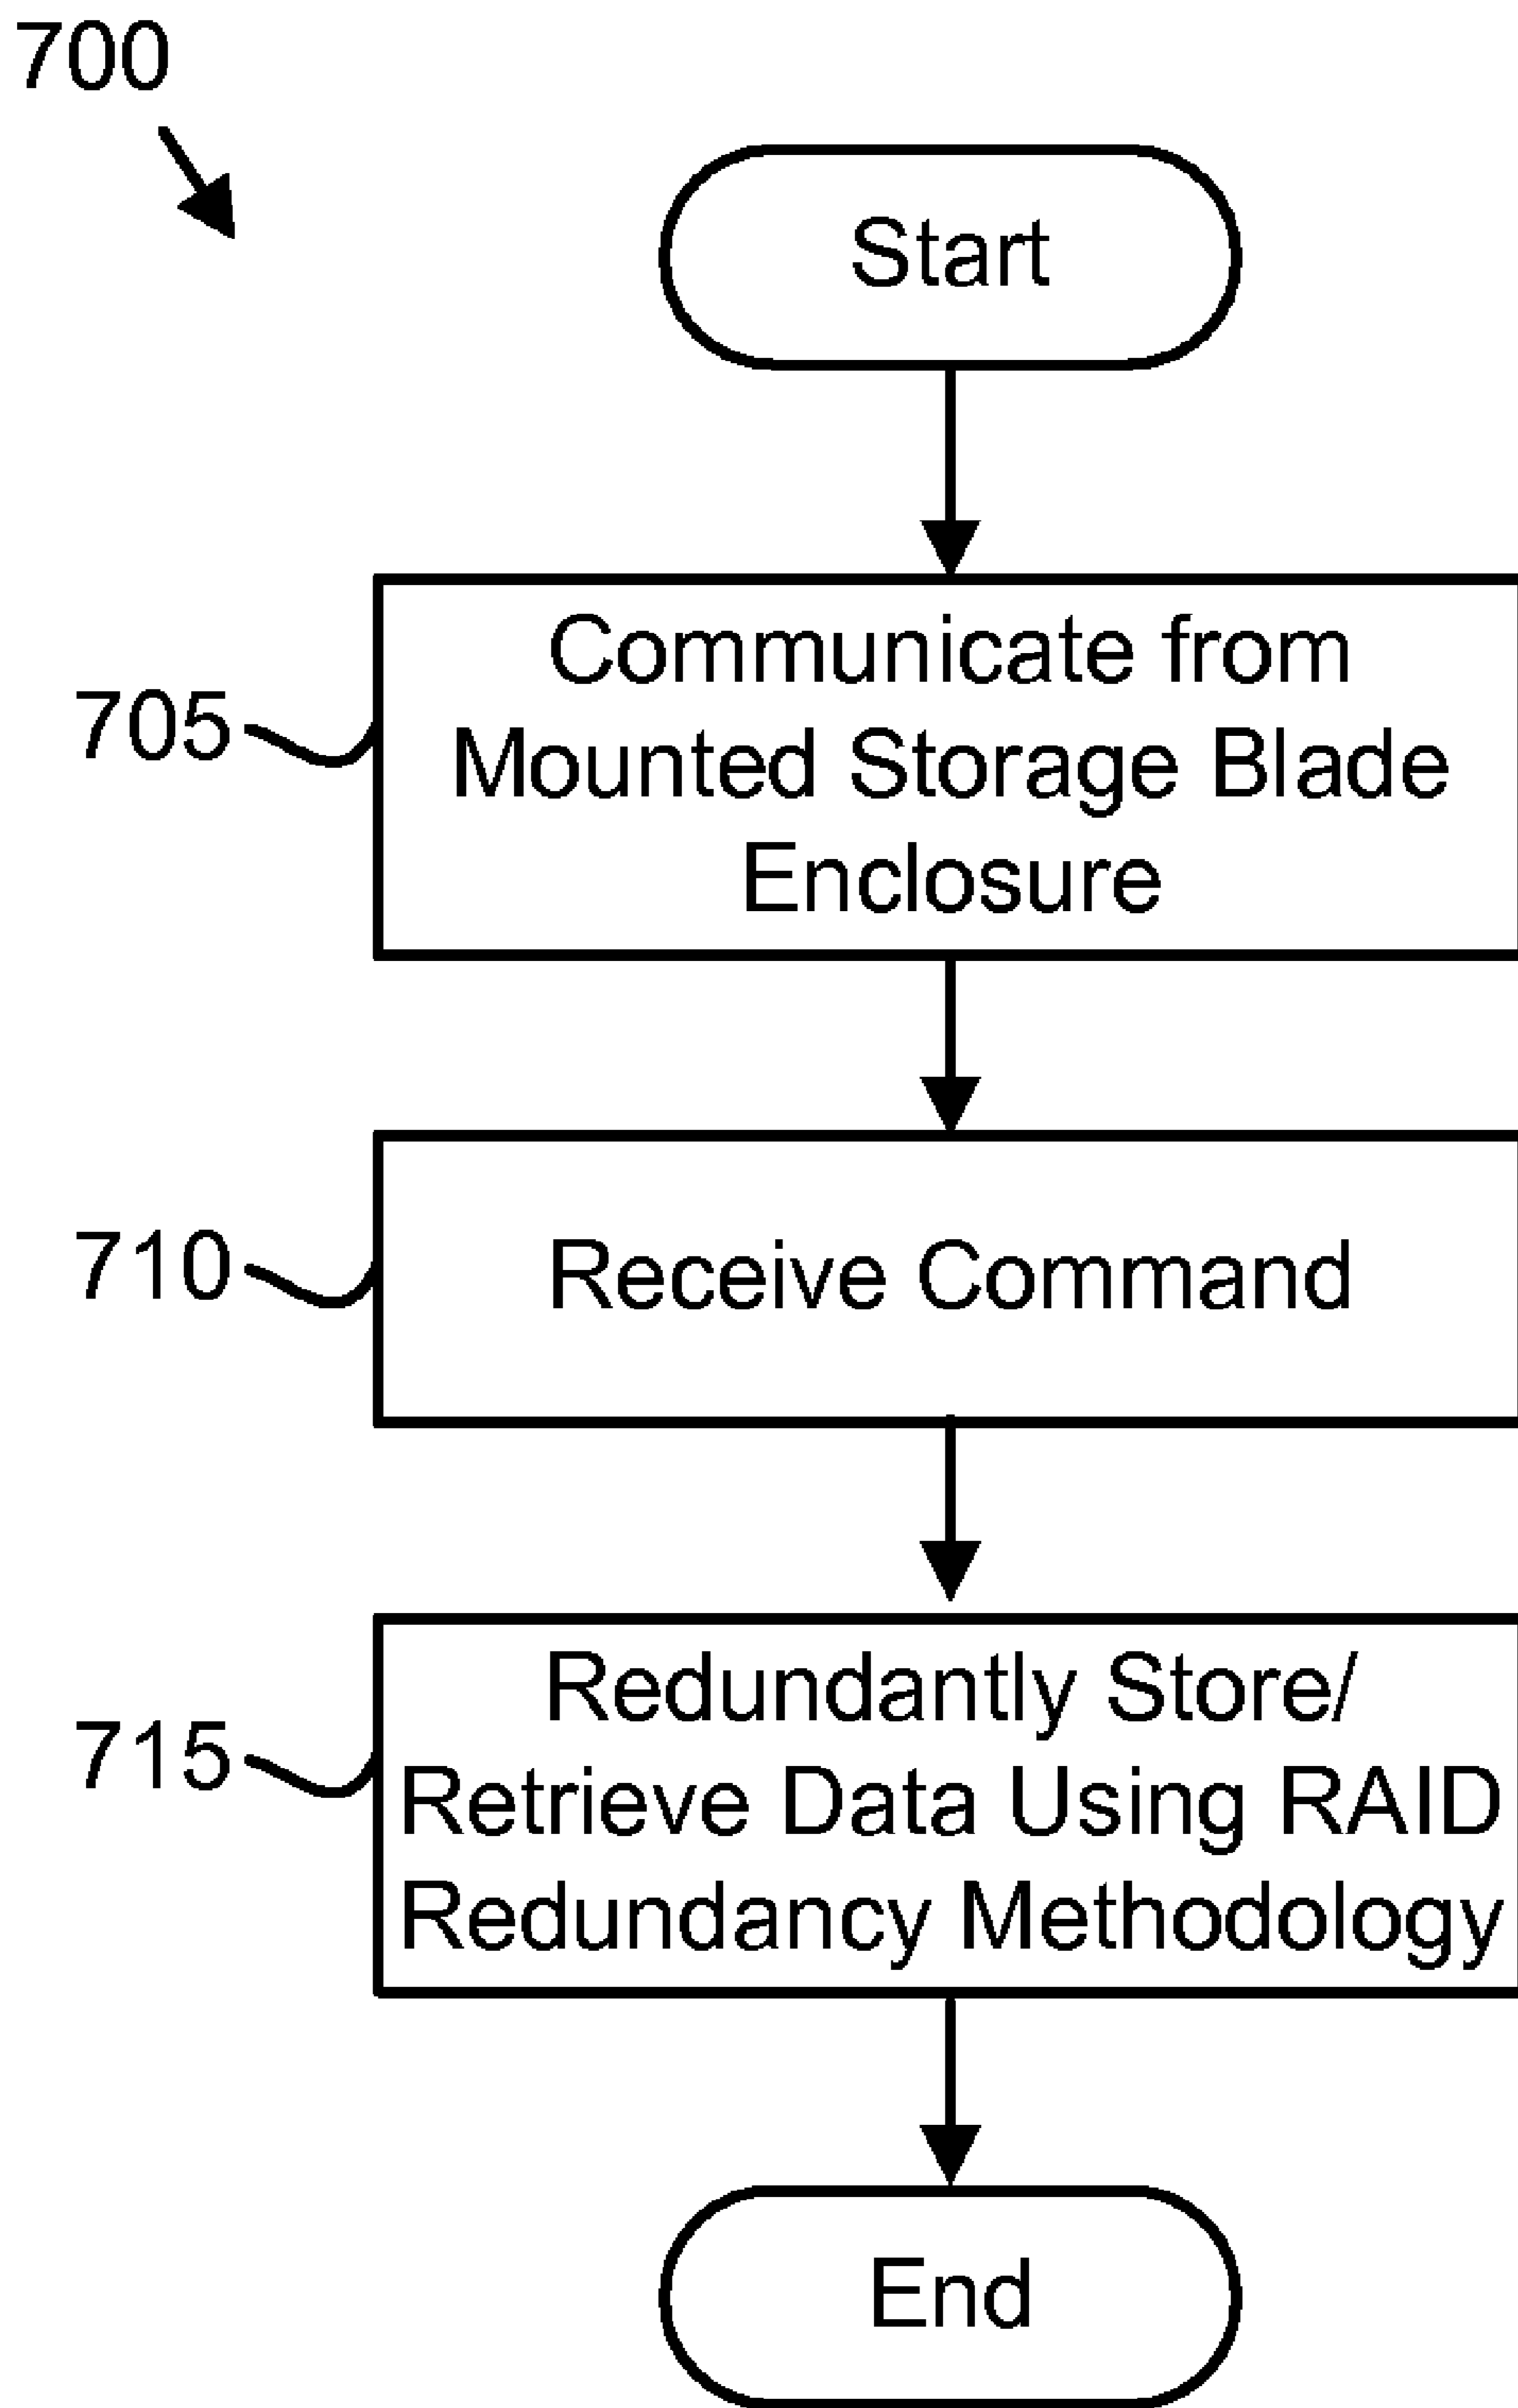 700
Start
705
Communicate from
Mounted Storage Blade
Enclosure
710
Receive Command
715
Redundantly Store/
Retrieve Data Using RAID
Redundancy Methodology
End